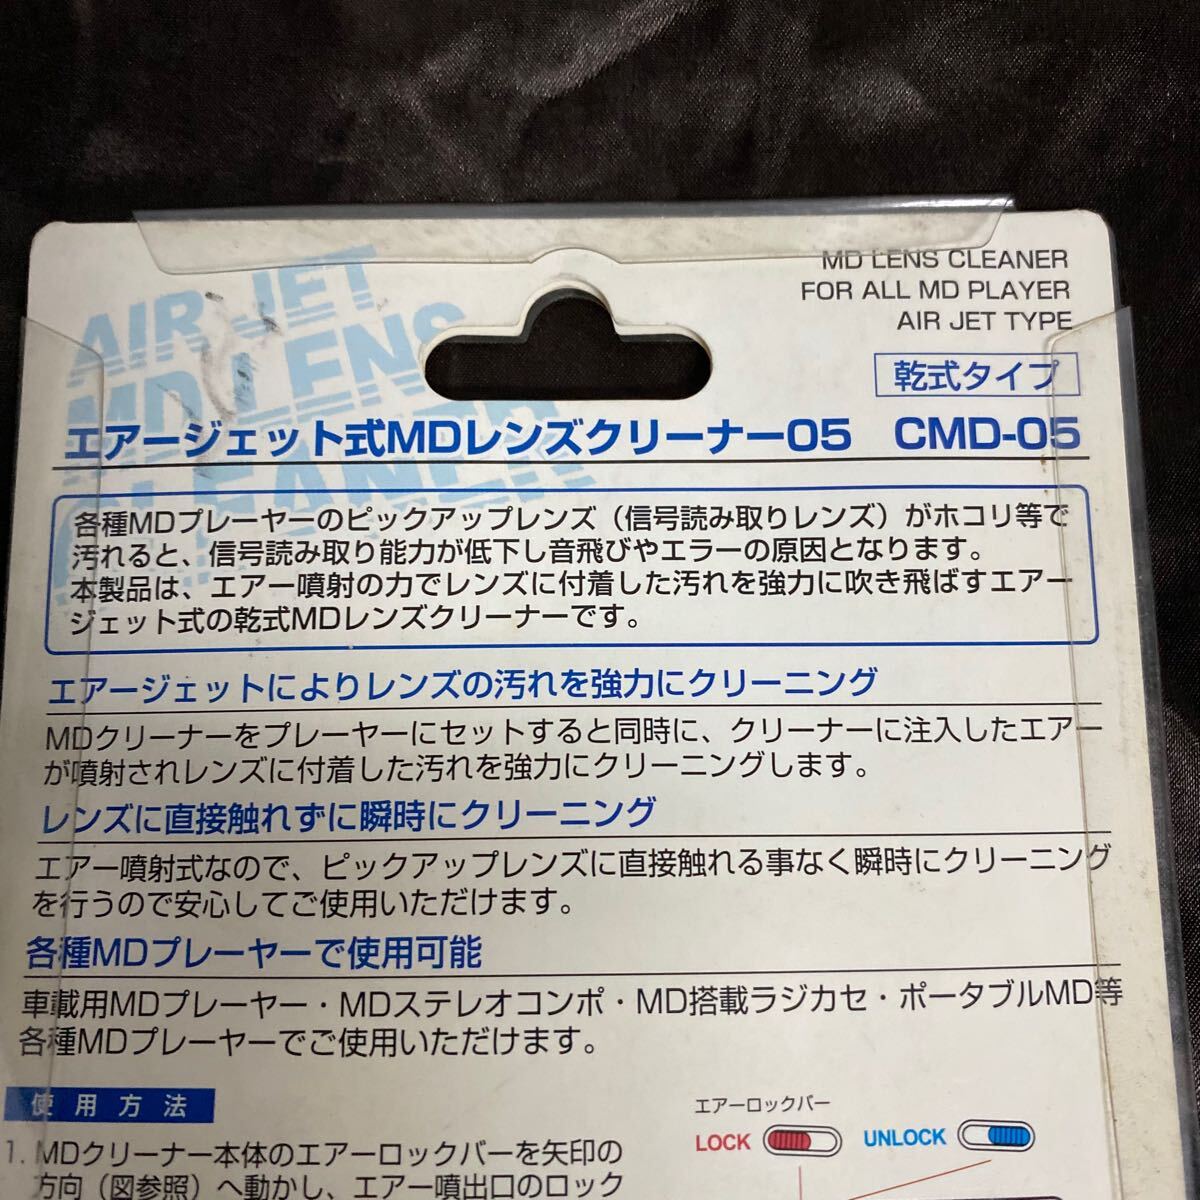 AIR JET
MD LENS
CLEANER
MD LENS CLEANER
FOR ALL MD PLAYER
AIR JET TYPE
乾式タイプ
エアージェット式MDレンズクリーナー05 CMD-05
各種MDプレーヤーのピックアップレンズ（信号読み取りレンズ）がホコリ等で
汚れると、信号読み取り能力が低下し音飛びやエラーの原因となります。
本製品は、エアー噴射の力でレンズに付着した汚れを強力に吹き飛ばすエアー
ジェット式の乾式MDレンズクリーナーです。
エアージェットによりレンズの汚れを強力にクリーニング
MDクリーナーをプレーヤーにセットすると同時に、クリーナーに注入したエアー
が噴射されレンズに付着した汚れを強力にクリーニングします。
レンズに直接触れずに瞬時にクリーニング
エアー噴射式なので、ピックアップレンズに直接触れる事なく瞬時にクリーニング
を行うので安心してご使用いただけます。
各種MDプレーヤーで使用可能
車載用MDプレーヤー・MDステレオコンポ・MD搭載ラジカセ・ポータブルMD等
各種MDプレーヤーでご使用いただけます。
使用方法
1. MDクリーナー本体のエアーロックバーを矢印の
方向（図参照）へ動かし、エアー噴出口のロック
エアーロックバー
LOCK UNLOCK